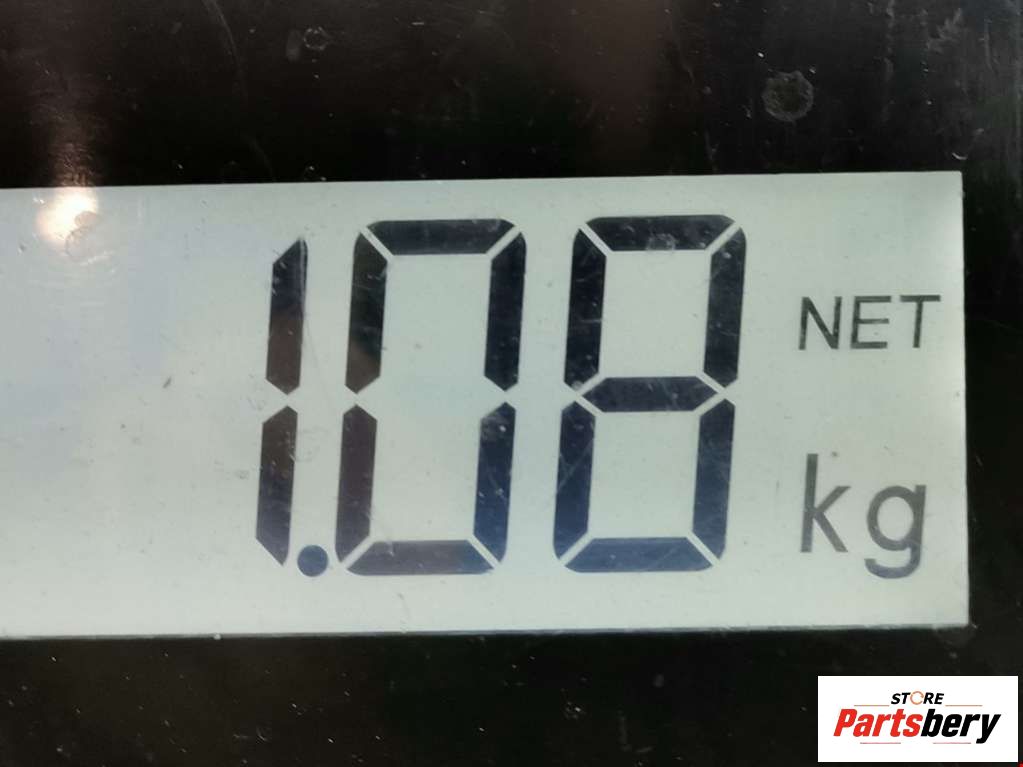 1.08
NET
kg
STORE
Partsbery